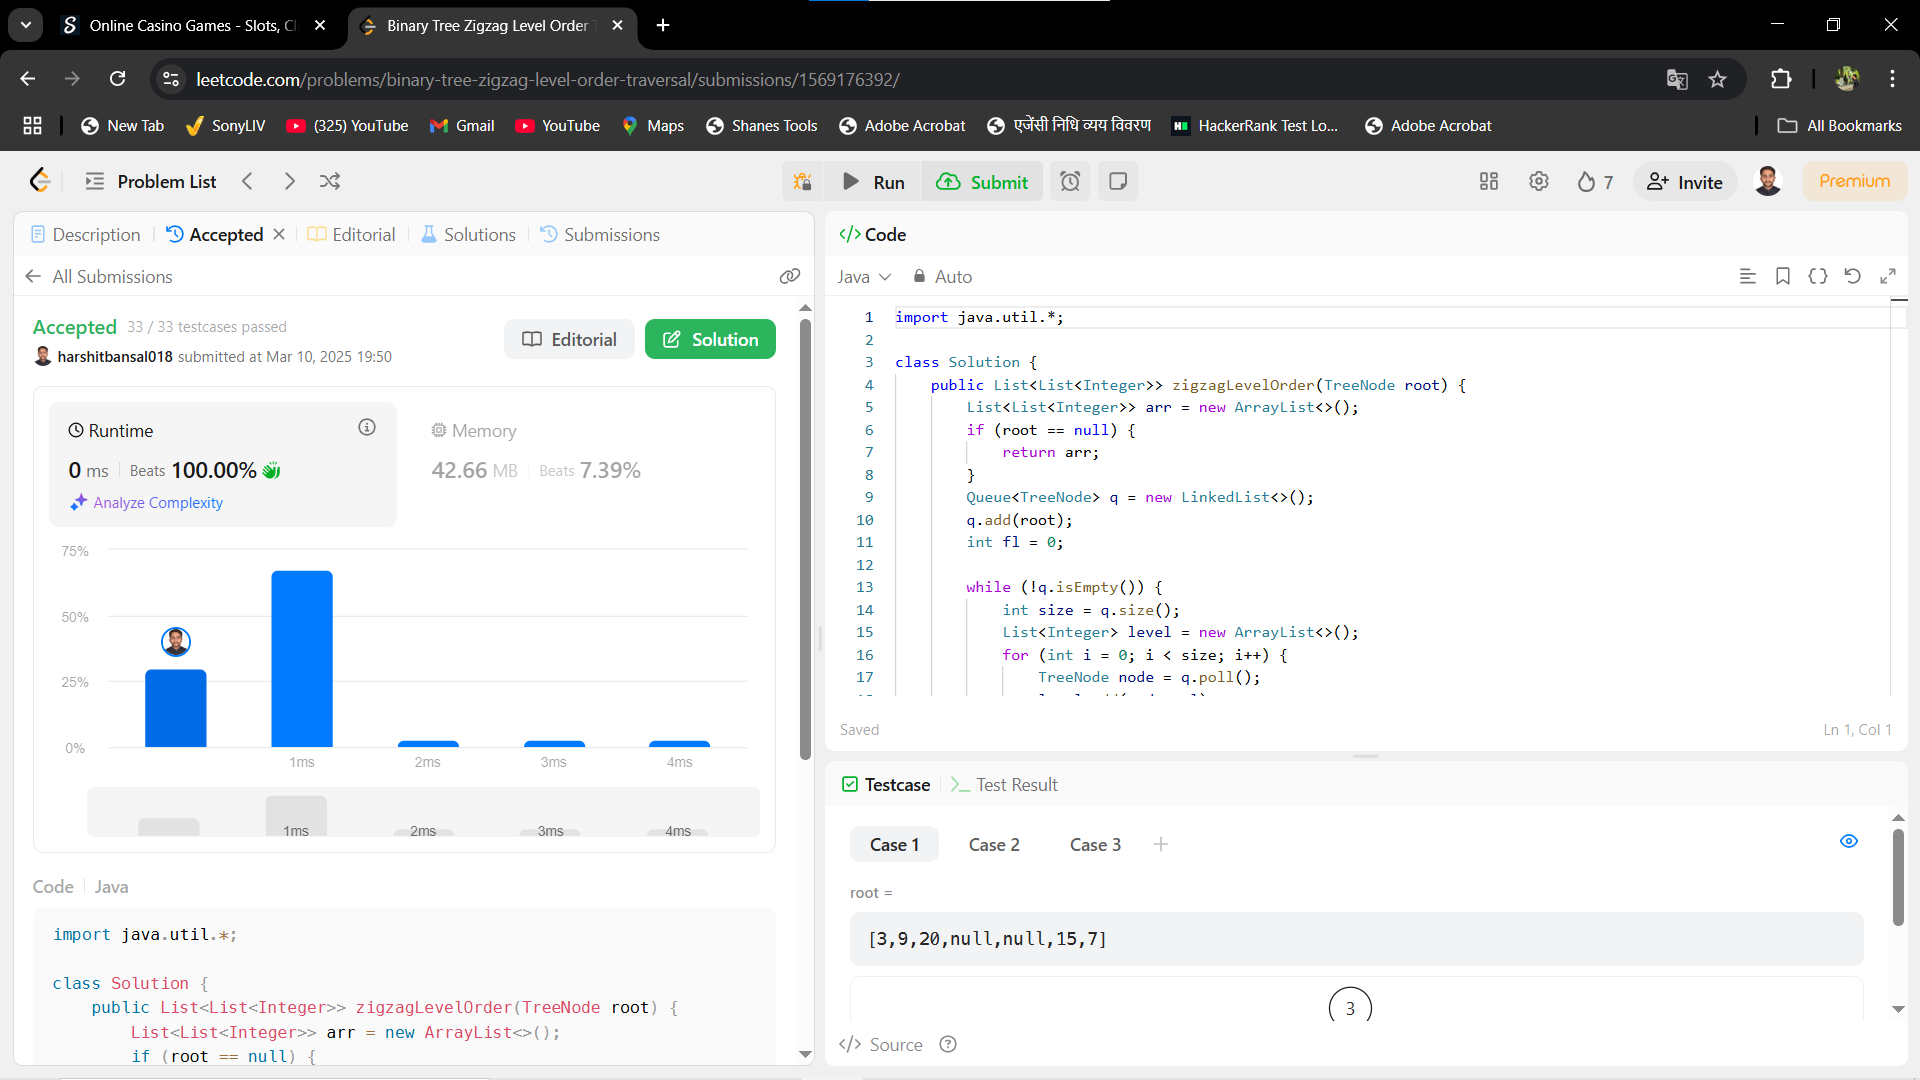 Online Casino Games - Slots, Cl
Binary Tree Zigzag Level Order T
leetcode.com/problems/binary-tree-zigzag-level-order-traversal/submissions/1569176392/
New Tab
SonyLIV
(325) YouTube
Gmail
YouTube
Maps
Shanes Tools
Adobe Acrobat
एजेंसी निधि व्यय विवरण
HackerRank Test Lo...
Adobe Acrobat
All Bookmarks
Problem List
Run
Submit
7
Invite
Premium
Description
Accepted
Editorial
Solutions
Submissions
All Submissions
Accepted 33 / 33 testcases passed
harshitbansal018 submitted at Mar 10, 2025 19:50
Editorial
Solution
Runtime
0 ms Beats 100.00%
Analyze Complexity
Memory
42.66 MB Beats 7.39%
75%
50%
25%
0%
1ms 2ms 3ms 4ms
1ms 2ms 3ms 4ms
Code Java
import java.util.*;
class Solution {
public List<List<Integer>> zigzagLevelOrder(TreeNode root) {
List<List<Integer>> arr = new ArrayList<>();
if (root == null) {
Code
Java
Auto
1 import java.util.*;
2
3 class Solution {
4 public List<List<Integer>> zigzagLevelOrder(TreeNode root) {
5 List<List<Integer>> arr = new ArrayList<>();
6 if (root == null) {
7 return arr;
8 }
9 Queue<TreeNode> q = new LinkedList<>();
10 q.add(root);
11 int fl = 0;
12
13 while (!q.isEmpty()) {
14 int size = q.size();
15 List<Integer> level = new ArrayList<>();
16 for (int i = 0; i < size; i++) {
17 TreeNode node = q.poll();
Saved
Ln 1, Col 1
Testcase
Test Result
Case 1
Case 2
Case 3
root =
[3,9,20,null,null,15,7]
3
Source